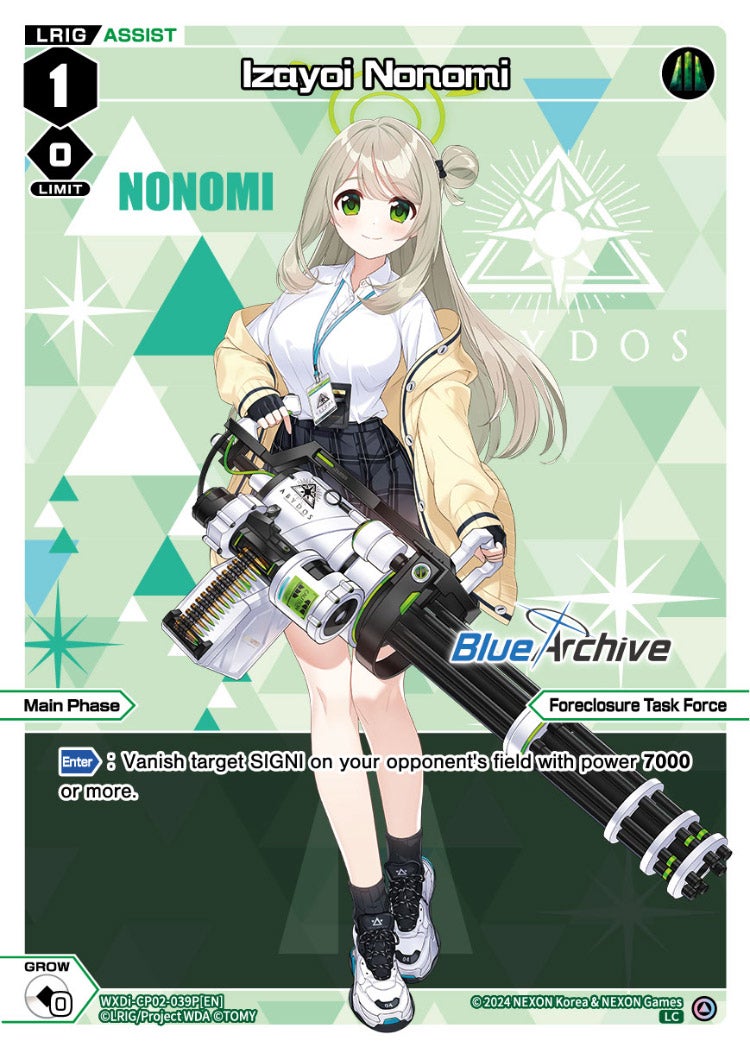 LRIG ASSIST
1
Izayoi Nonomi
0
LIMIT
NONOMI
YDOS
ABYDOS
ABYDOS
Blue Archive
Main Phase
Foreclosure Task Force
Enter : Vanish target SIGNI on your opponent's field with power 7000
or more.
GROW
0
WXDi-CP02-039P[EN]
©LRIG/Project WDA ©TOMY
© 2024 NEXON Korea & NEXON Games
LC